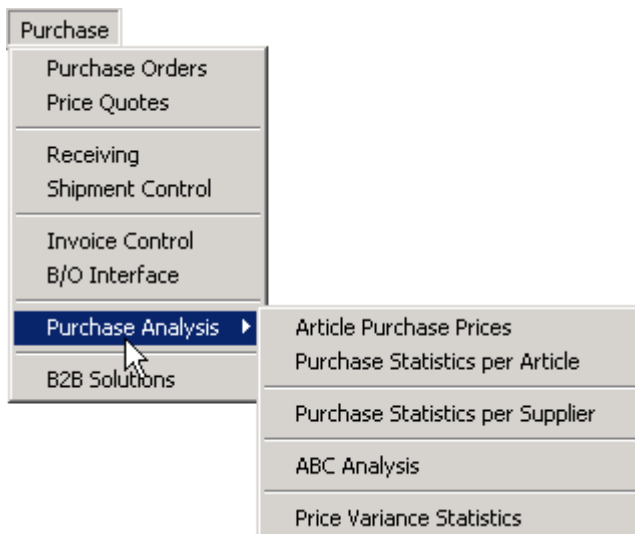 Purchase
Purchase Orders
Price Quotes
Receiving
Shipment Control
Invoice Control
B/O Interface
Purchase Analysis
B2B Solutions
Article Purchase Prices
Purchase Statistics per Article
Purchase Statistics per Supplier
ABC Analysis
Price Variance Statistics